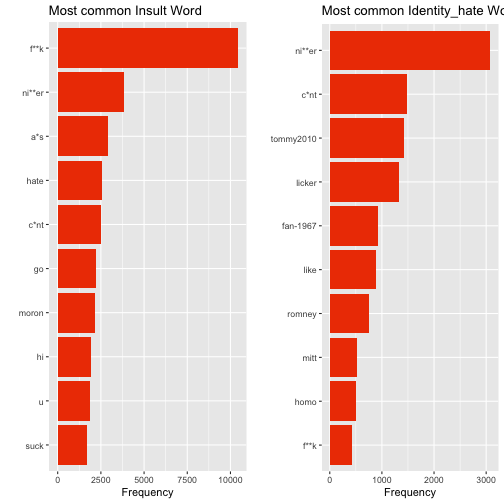 Most common Insult Word
f**k
ni**er
a*s
hate
c*nt
go
moron
hi
u
suck
0 2500 5000 7500 10000
Frequency
Most common Identity_hate Wo
ni**er
c*nt
tommy2010
licker
fan-1967
like
romney
mitt
homo
f**k
0 1000 2000 3000
Frequency